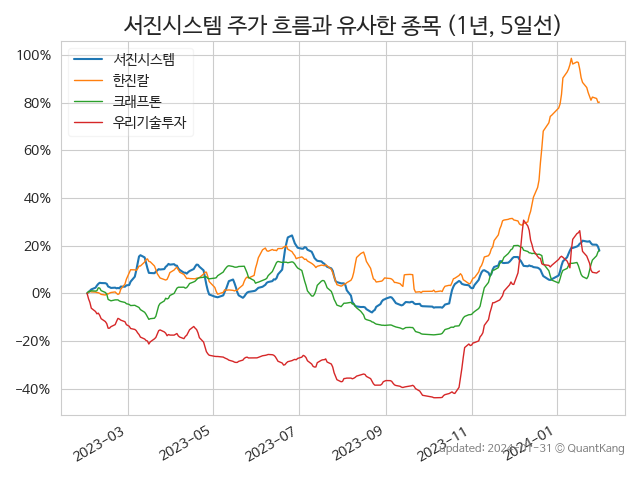 서진시스템 주가 흐름과 유사한 종목 (1년, 5일선)
서진시스템
한진칼
크래프톤
우리기술투자
100%
80%
60%
40%
20%
0%
−20%
−40%
2023-03
2023-05
2023-07
2023-09
2023-11
2024-01
updated: 2024-01-31 © QuantKang